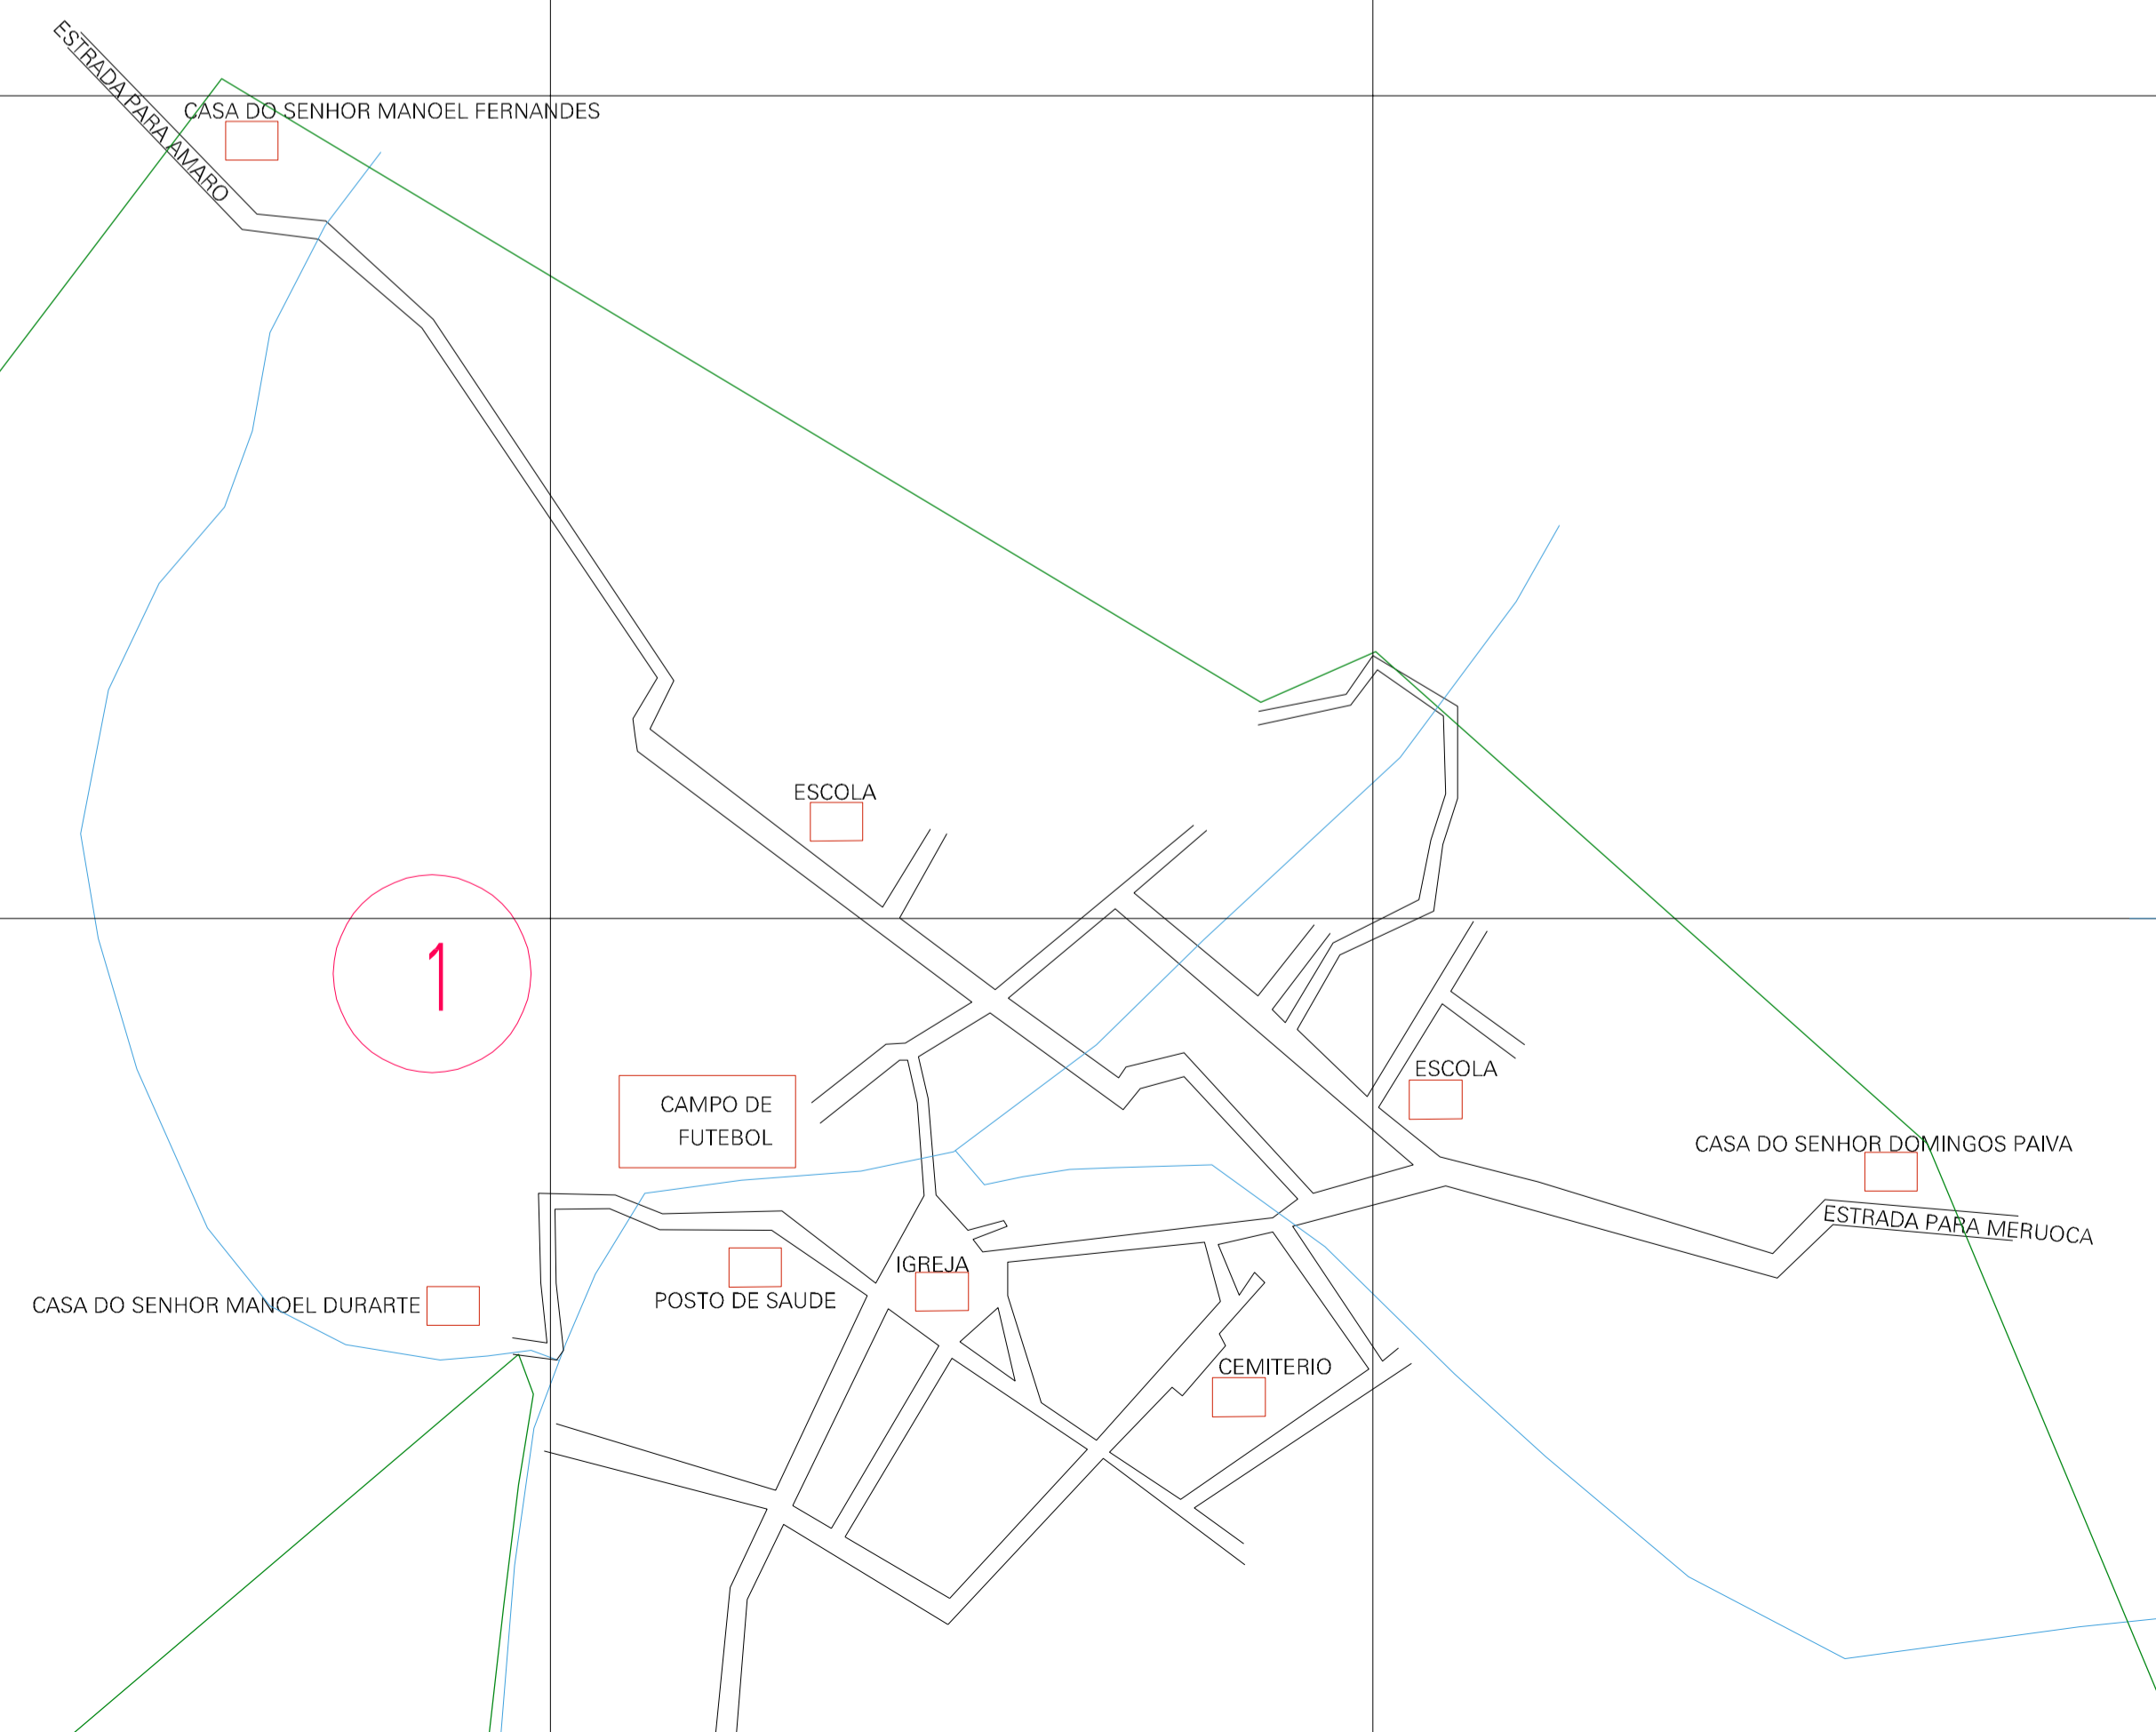 ESTRADA PARA AMARO
CASA DO SENHOR MANOEL FERNANDES
ESCOLA
1
ESCOLA
CAMPO DE
FUTEBOL
CASA DO SENHOR DOMINGOS PAIVA
ESTRADA PARA MERUOCA
IGREJA
POSTO DE SAUDE
CASA DO SENHOR MANOEL DURARTE
CEMITERIO